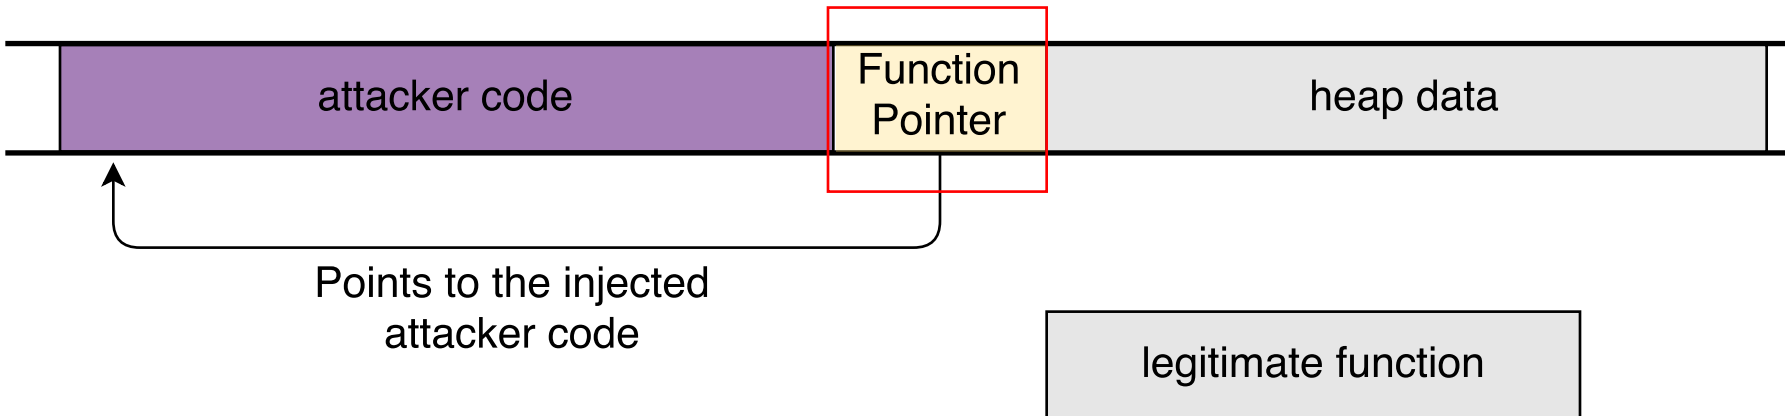 attacker code
Function
Pointer
heap data
Points to the injected
attacker code
legitimate function